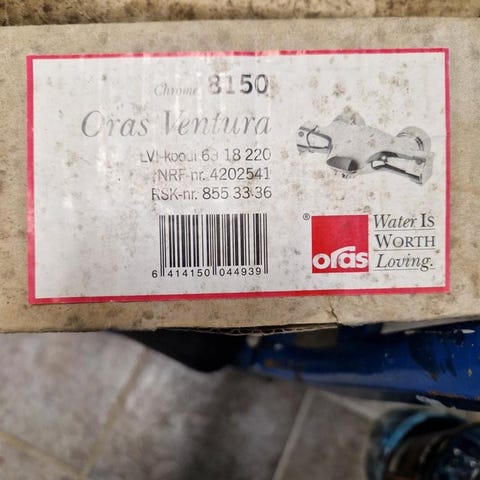 Chrome 8150
Oras Ventura
LVI-koodi 63 18 220
NRF-nr. 4202541
RSK-nr. 855 33 36
6 414150 044939
® oras
Water IS
WORTH
Loving.